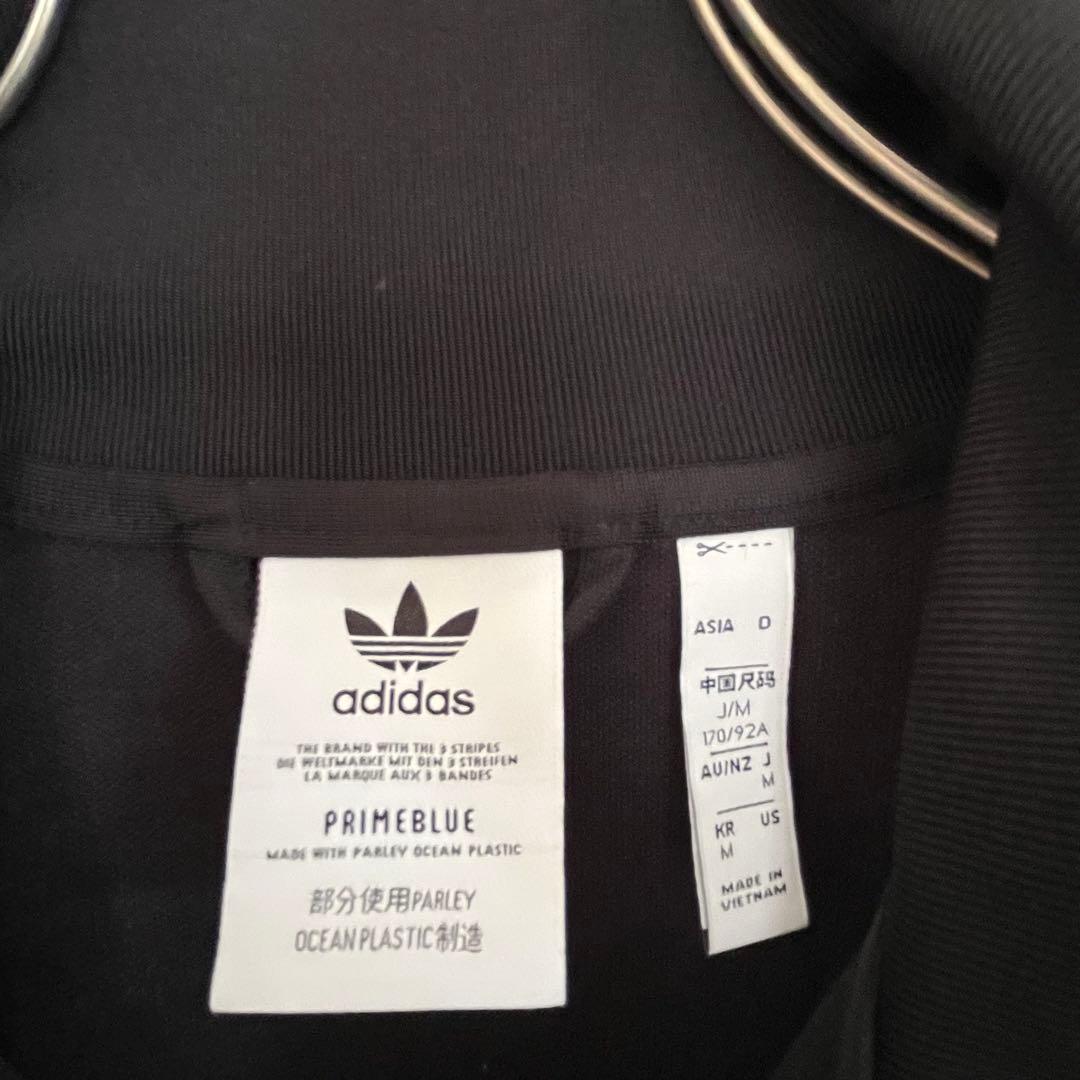 adidas
THE BRAND WITH THE 3 STRIPES
DIE WELTMARKE MIT DEN 3 STREIFEN
LA MARQUE AUX 3 BANDES
PRIMEBLUE
MADE WITH PARLEY OCEAN PLASTIC
部分使用PARLEY
OCEAN PLASTIC制造
ASIA O
中国尺码
J/M
170/92A
AU/NZ J
M
KR US
M
MADE IN
VIETNAM